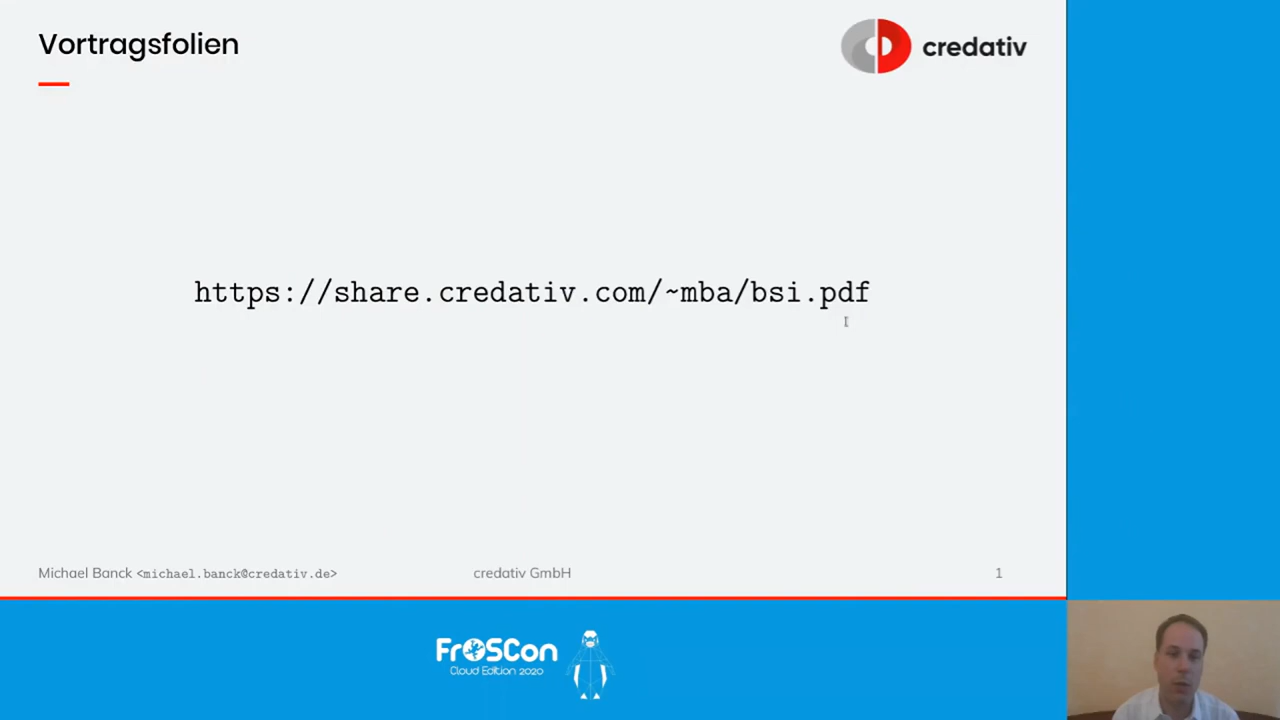 Vortragsfolien
credativ
https://share.credativ.com/~mba/bsi.pdf
Michael Banck <michael.banck@credativ.de>
credativ GmbH
1
FrOSCon
Cloud Edition 2020